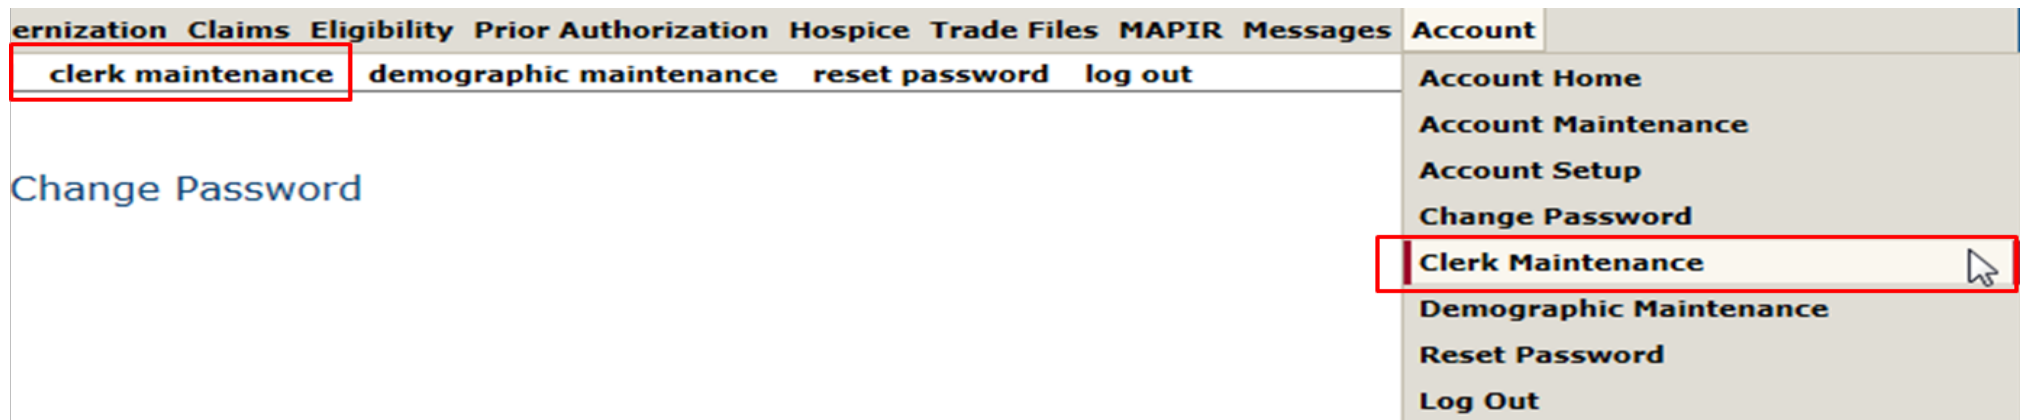 ernization Claims Eligibility Prior Authorization Hospice Trade Files MAPIR Messages Account
clerk maintenance demographic maintenance reset password log out
Change Password
Account Home
Account Maintenance
Account Setup
Change Password
Clerk Maintenance
Demographic Maintenance
Reset Password
Log Out